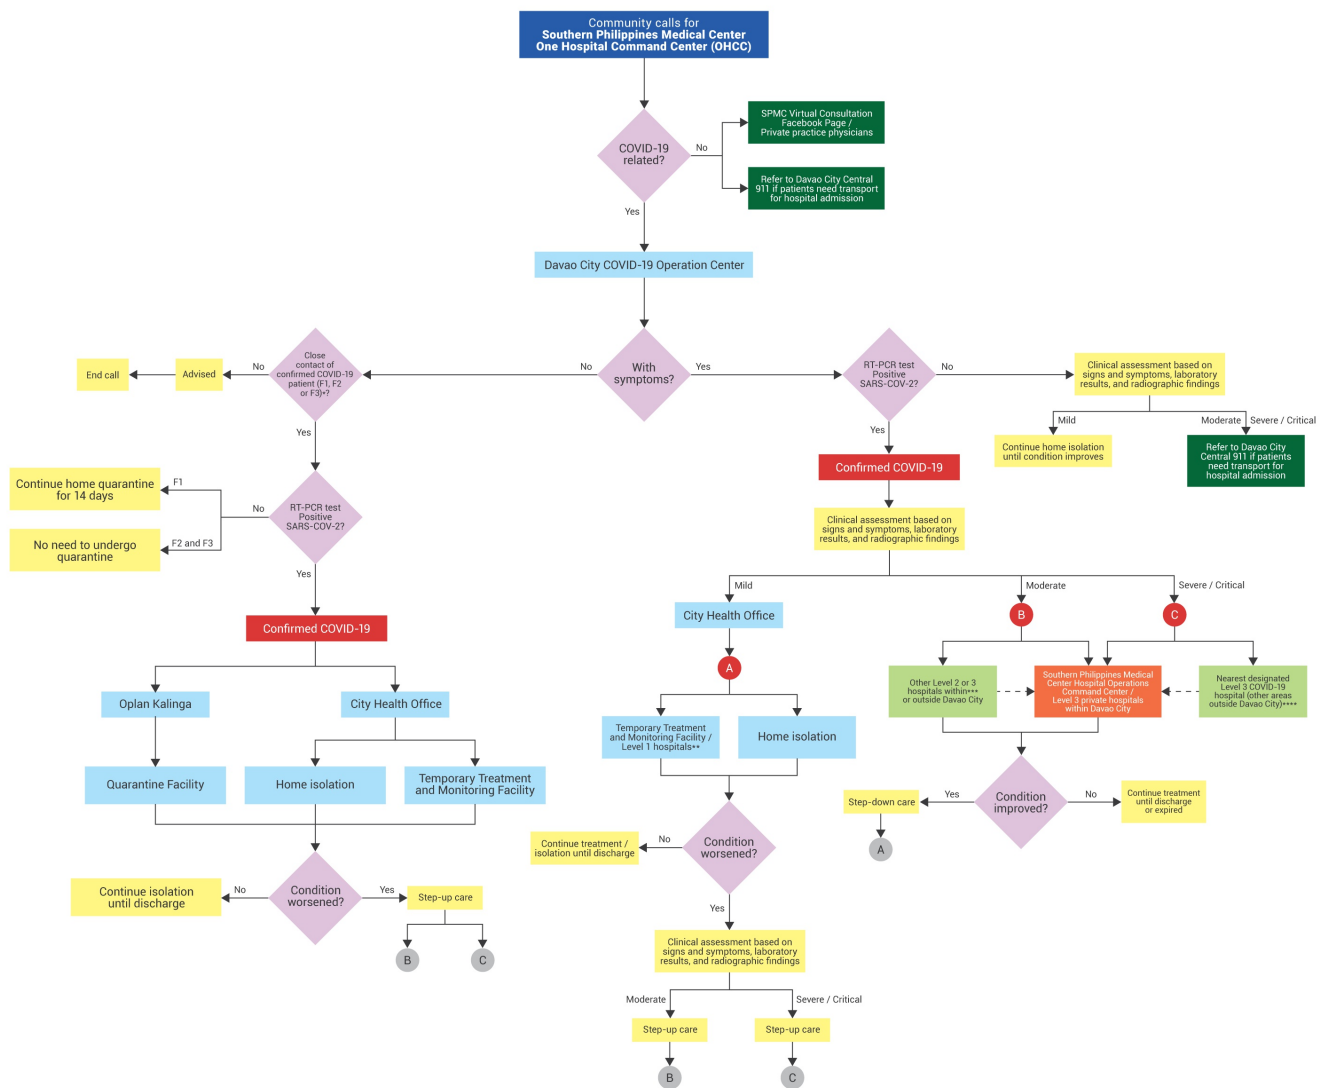 Community calls for
Southern Philippines Medical Center
One Hospital Command Center (OHCC)
COVID-19
related?
No
SPMC Virtual Consultation
Facebook Page /
Private practice physicians
Refer to Davao City Central
911 if patients need transport
for hospital admission
Yes
Davao City COVID-19 Operation Center
With
symptoms?
No
Yes
Close
contact of
confirmed COVID-19
patient (F1, F2
or F3)*?
No
Advised
End call
Yes
RT-PCR test
Positive
SARS-COV-2?
No
F1
Continue home quarantine
for 14 days
F2 and F3
No need to undergo
quarantine
Yes
Confirmed COVID-19
Oplan Kalinga
City Health Office
Quarantine Facility
Home isolation
Temporary Treatment
and Monitoring Facility
Condition
worsened?
No
Continue isolation
until discharge
Yes
Step-up care
B
C
RT-PCR test
Positive
SARS-COV-2?
No
Clinical assessment based on
signs and symptoms, laboratory
results, and radiographic findings
Mild
Moderate
Severe / Critical
Continue home isolation
until condition improves
Refer to Davao City
Central 911 if patients
need transport for
hospital admission
Yes
Confirmed COVID-19
Clinical assessment based on
signs and symptoms, laboratory
results, and radiographic findings
Mild
Moderate
Severe / Critical
City Health Office
A
B
C
Temporary Treatment
and Monitoring Facility /
Level 1 hospitals**
Home isolation
Other Level 2 or 3
hospitals within***
or outside Davao City
Southern Philippines Medical
Center Hospital Operations
Command Center /
Level 3 private hospitals
within Davao City
Nearest designated
Level 3 COVID-19
hospital (other areas
outside Davao City)****
Condition
improved?
Yes
Step-down care
A
No
Continue treatment
until discharge
or expired
Condition
worsened?
No
Continue treatment /
isolation until discharge
Yes
Clinical assessment based on
signs and symptoms, laboratory
results, and radiographic findings
Moderate
Severe / Critical
Step-up care
Step-up care
B
C